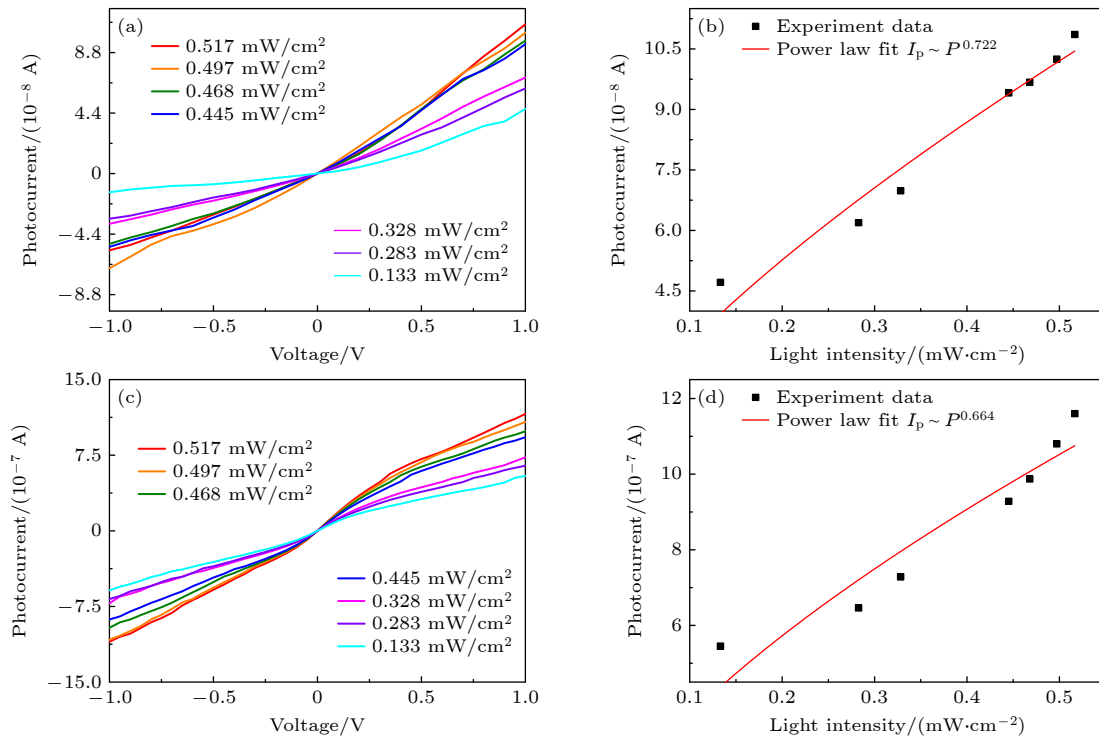 (a)
0.517 mW/cm²
0.497 mW/cm²
0.468 mW/cm²
0.445 mW/cm²
0.328 mW/cm²
0.283 mW/cm²
0.133 mW/cm²
8.8
4.4
0
−4.4
−8.8
Photocurrent/(10⁻⁸ A)
−1.0 −0.5 0 0.5 1.0
Voltage/V
(b)
Experiment data
Power law fit Iₚ ~ P⁰·⁷²²
10.5
9.0
7.5
6.0
4.5
Photocurrent/(10⁻⁸ A)
0.1 0.2 0.3 0.4 0.5
Light intensity/(mW·cm⁻²)
(c)
0.517 mW/cm²
0.497 mW/cm²
0.468 mW/cm²
0.445 mW/cm²
0.328 mW/cm²
0.283 mW/cm²
0.133 mW/cm²
15.0
7.5
0
−7.5
−15.0
Photocurrent/(10⁻⁷ A)
−1.0 −0.5 0 0.5 1.0
Voltage/V
(d)
Experiment data
Power law fit Iₚ ~ P⁰·⁶⁶⁴
12
10
8
6
Photocurrent/(10⁻⁷ A)
0.1 0.2 0.3 0.4 0.5
Light intensity/(mW·cm⁻²)